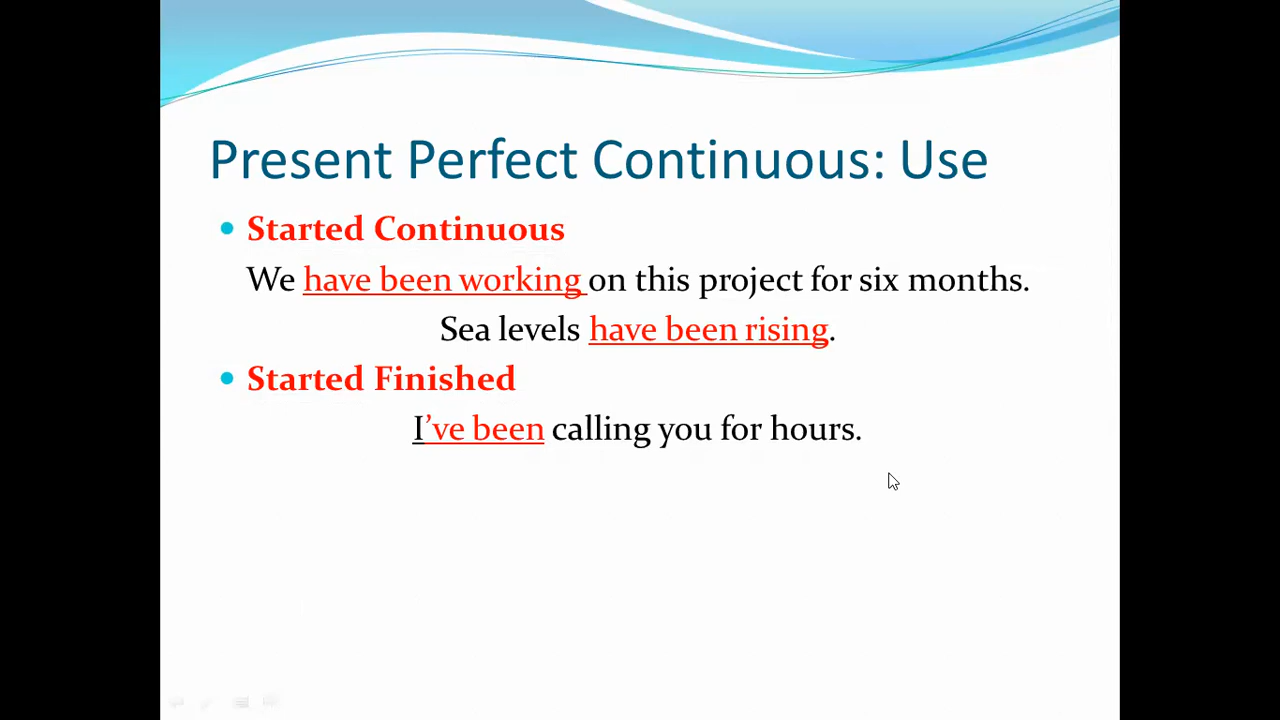 Present Perfect Continuous: Use
• Started Continuous
We have been working on this project for six months.
Sea levels have been rising.
• Started Finished
I’ve been calling you for hours.